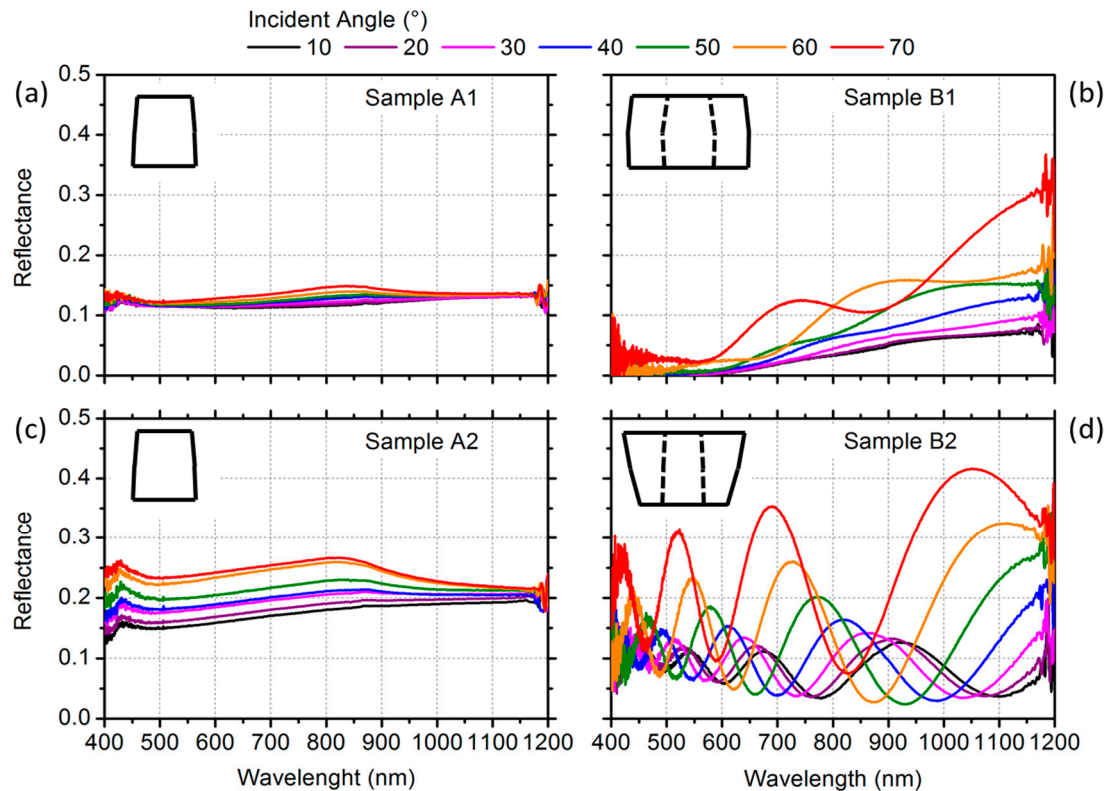 Incident Angle (°)
10 20 30 40 50 60 70
(a) Sample A1
Sample B1 (b)
0.5
0.4
0.3
0.2
0.1
0.0
Reflectance
(c) Sample A2
Sample B2 (d)
0.5
0.4
0.3
0.2
0.1
0.0
Reflectance
400 500 600 700 800 900 1000 1100 1200
Wavelenght (nm)
400 500 600 700 800 900 1000 1100 1200
Wavelength (nm)